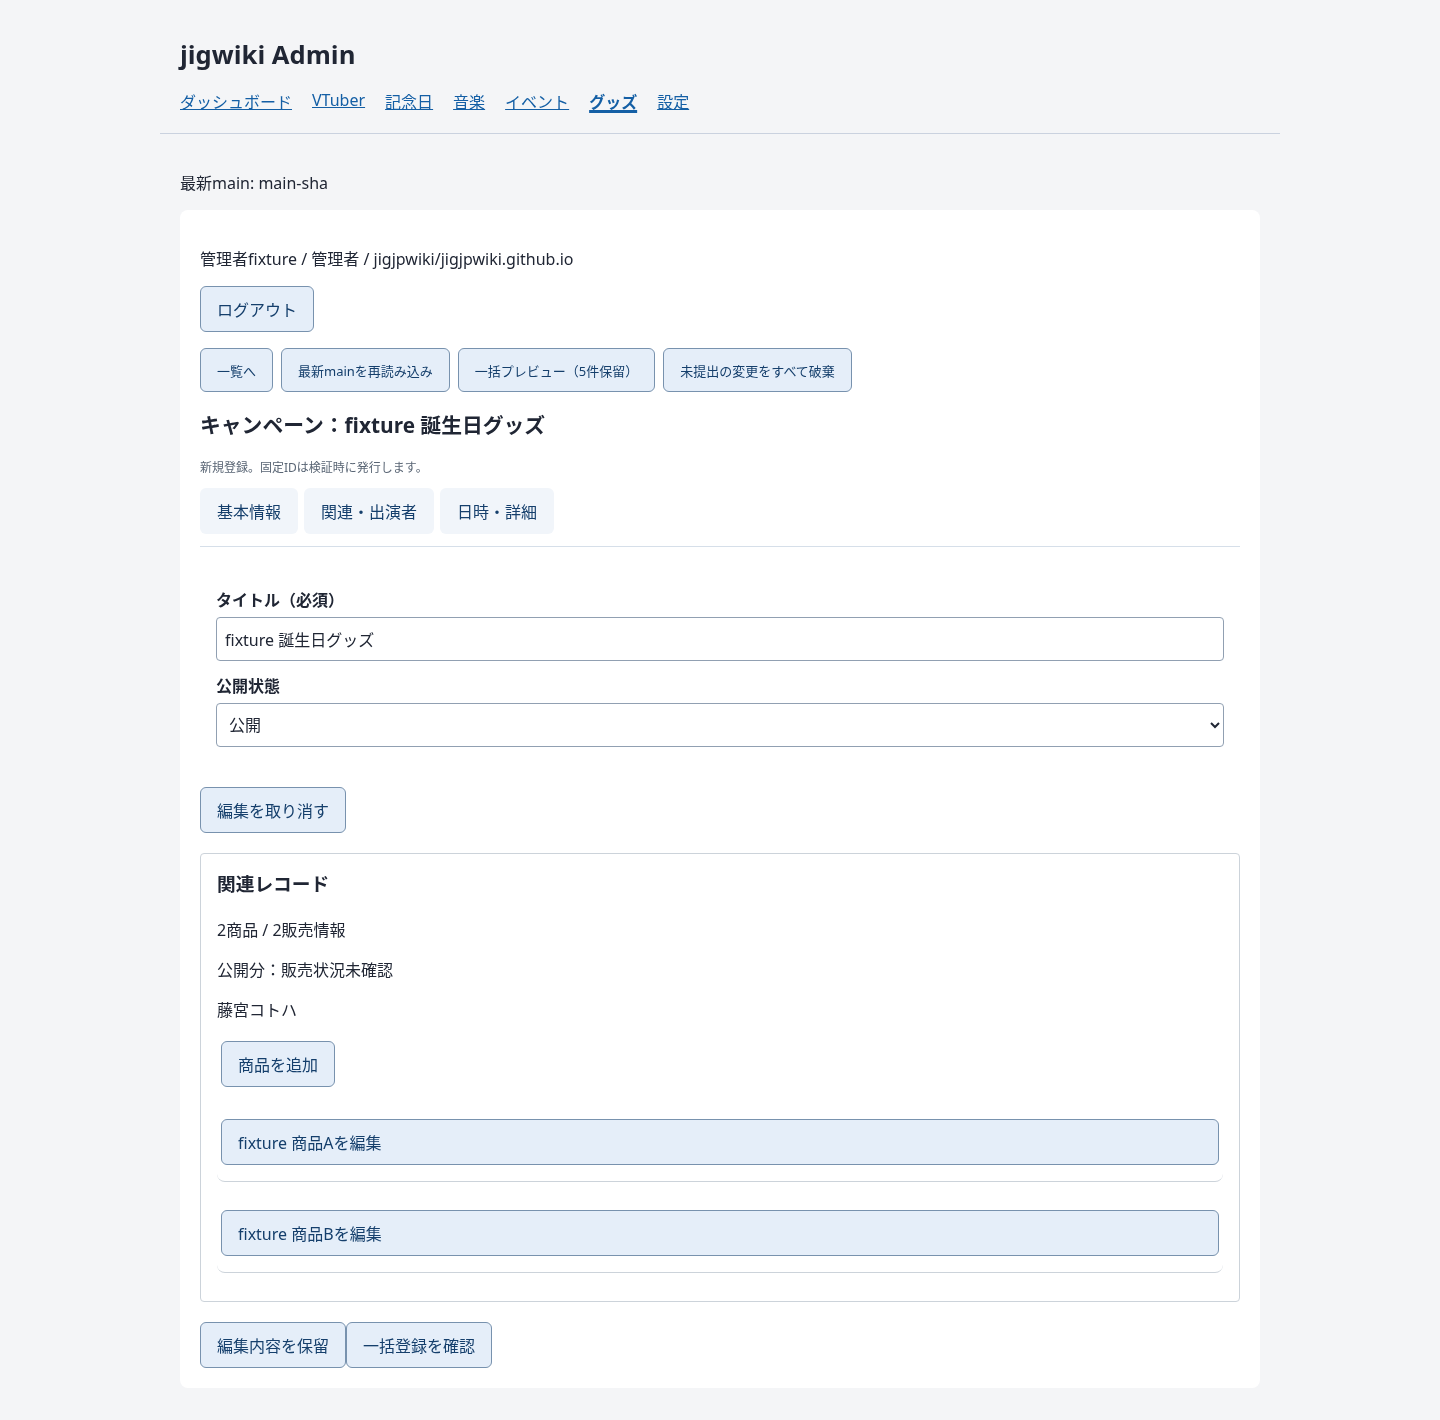 jigwiki Admin
ダッシュボード VTuber 記念日 音楽 イベント グッズ 設定
最新main: main-sha
管理者fixture / 管理者 / jigjpwiki/jigjpwiki.github.io
ログアウト
一覧へ 最新mainを再読み込み 一括プレビュー（5件保留） 未提出の変更をすべて破棄
キャンペーン：fixture 誕生日グッズ
新規登録。固定IDは検証時に発行します。
基本情報 関連・出演者 日時・詳細
タイトル（必須）
fixture 誕生日グッズ
公開状態
公開
編集を取り消す
関連レコード
2商品 / 2販売情報
公開分：販売状況未確認
藤宮コトハ
商品を追加
fixture 商品Aを編集
fixture 商品Bを編集
編集内容を保留 一括登録を確認